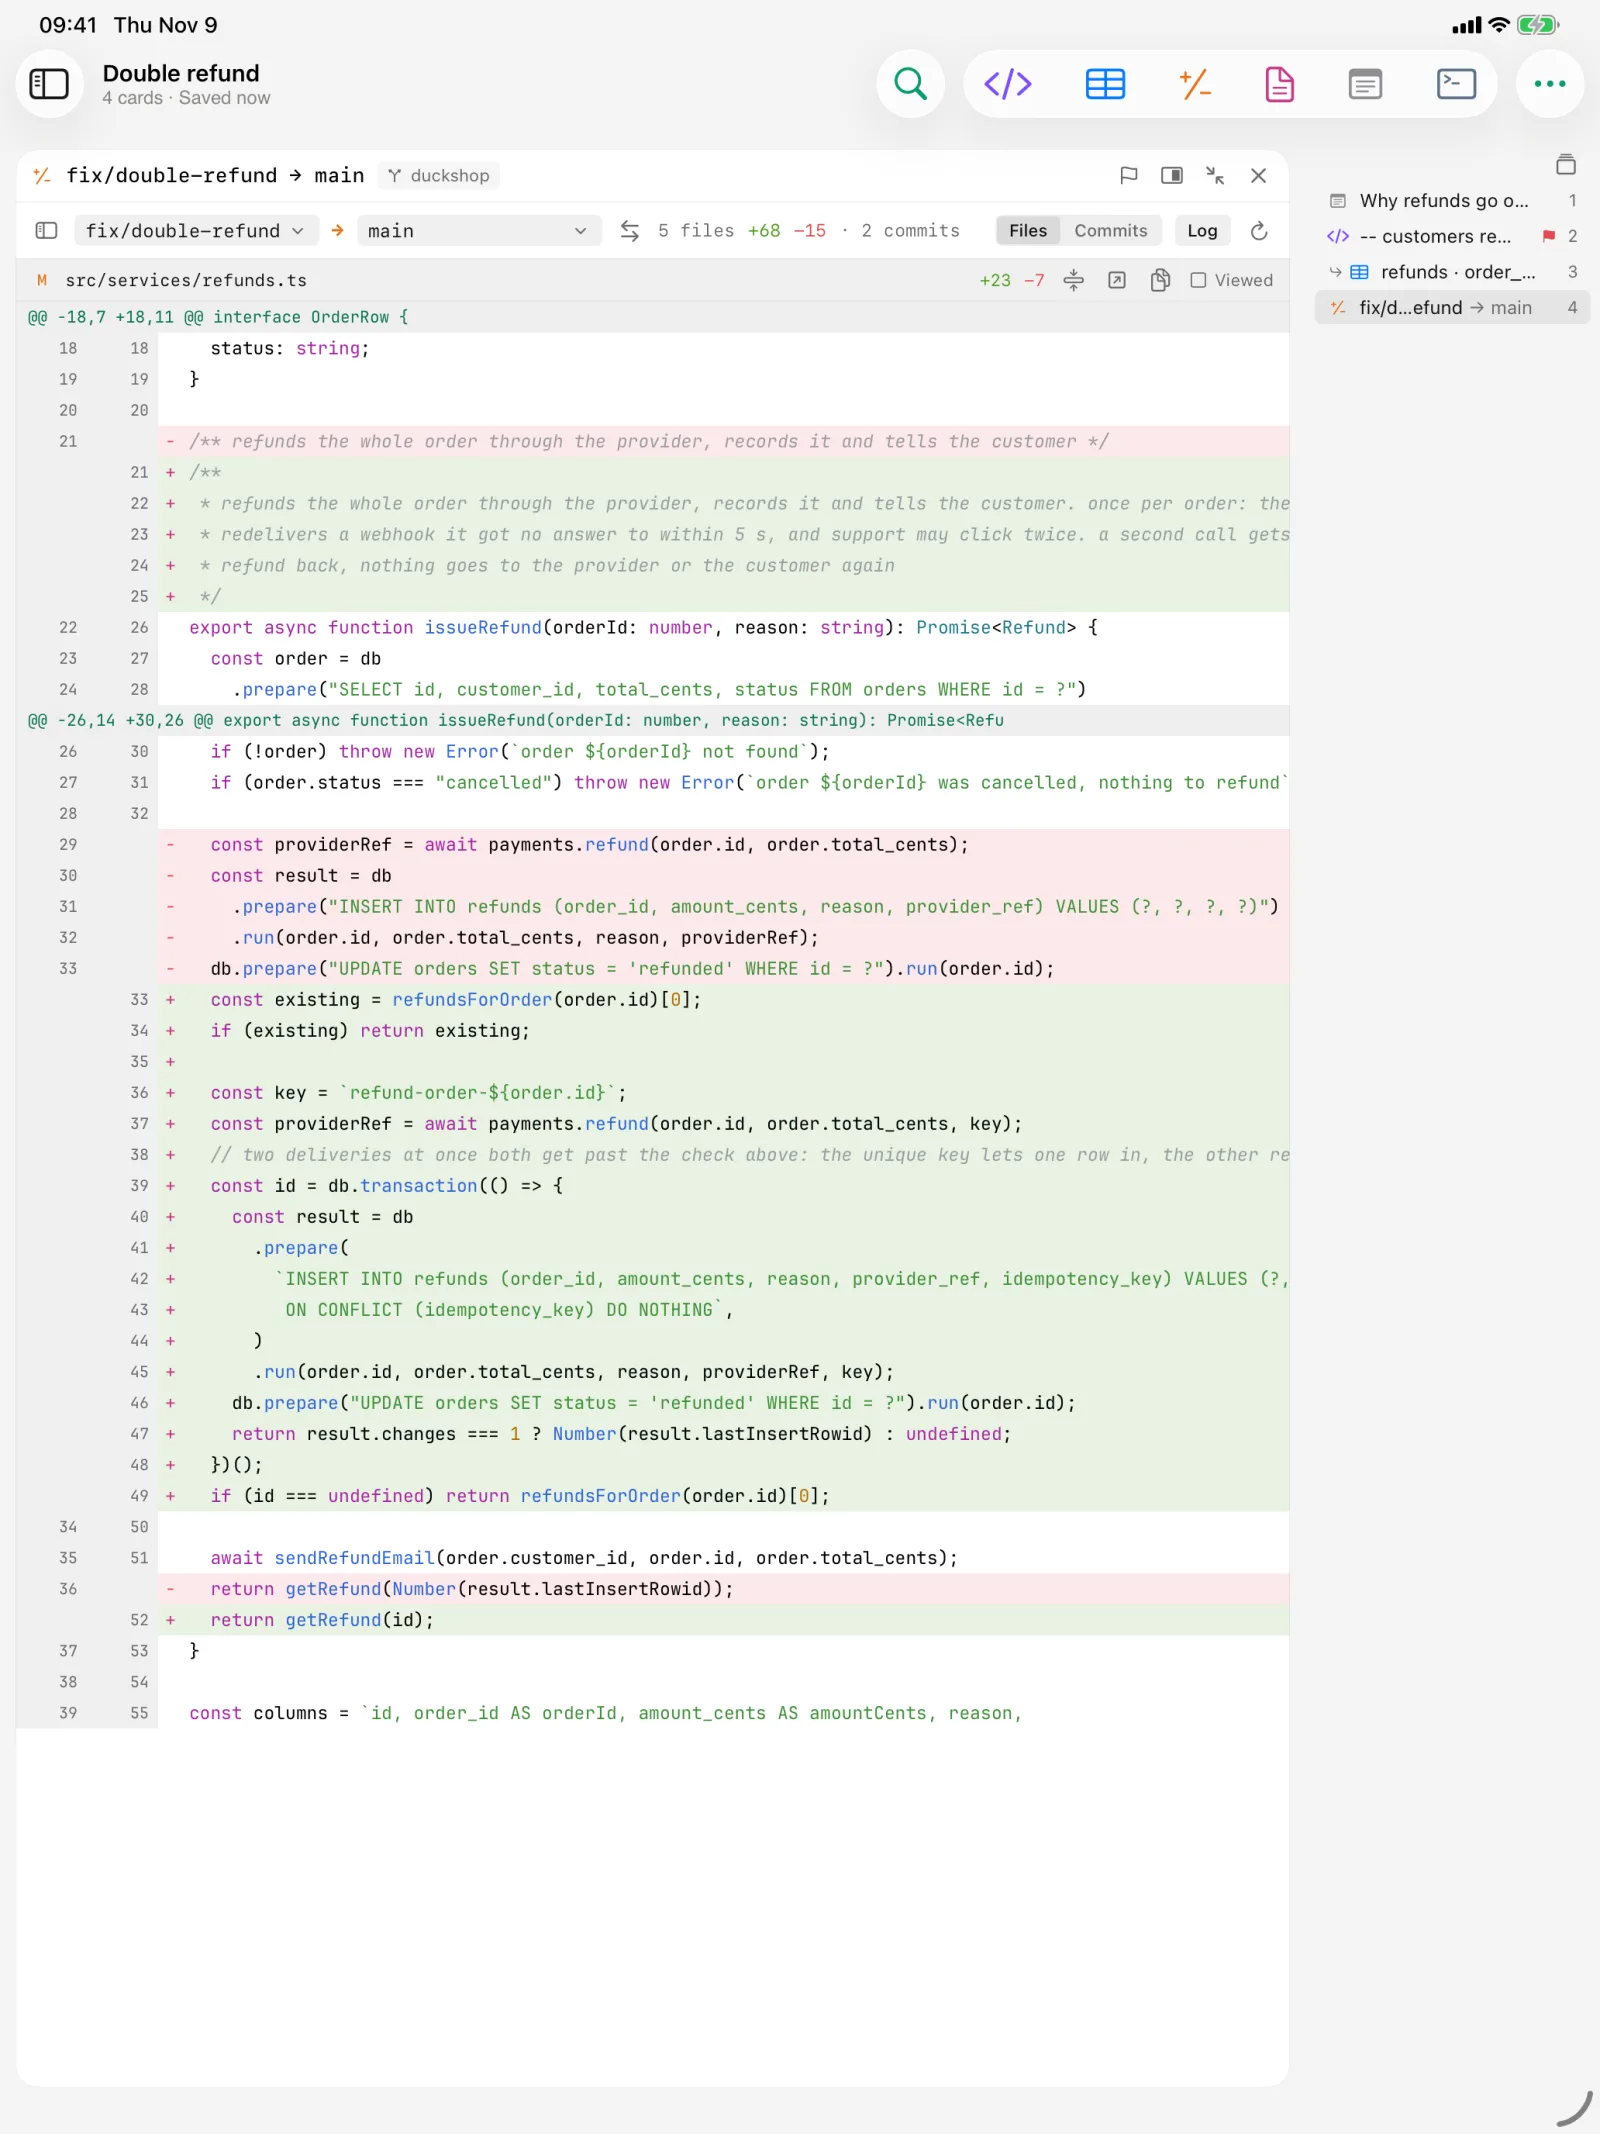 09:41 Thu Nov 9
Double refund
4 cards · Saved now
fix/double-refund → main duckshop
fix/double-refund → main 5 files +68 −15 · 2 commits Files Commits Log
M src/services/refunds.ts +23 −7 Viewed
@@ -18,7 +18,11 @@ interface OrderRow {
18 18 status: string;
19 19 }
20 20
21 - /** refunds the whole order through the provider, records it and tells the customer */
21 + /**
22 + * refunds the whole order through the provider, records it and tells the customer. once per order: the
23 + * redelivers a webhook it got no answer to within 5 s, and support may click twice. a second call gets
24 + * refund back, nothing goes to the provider or the customer again
25 + */
22 26 export async function issueRefund(orderId: number, reason: string): Promise<Refund> {
23 27 const order = db
24 28 .prepare("SELECT id, customer_id, total_cents, status FROM orders WHERE id = ?")
@@ -26,14 +30,26 @@ export async function issueRefund(orderId: number, reason: string): Promise<Refu
26 30 if (!order) throw new Error(`order ${orderId} not found`);
27 31 if (order.status === "cancelled") throw new Error(`order ${orderId} was cancelled, nothing to refund`
28 32
29 - const providerRef = await payments.refund(order.id, order.total_cents);
30 - const result = db
31 - .prepare("INSERT INTO refunds (order_id, amount_cents, reason, provider_ref) VALUES (?, ?, ?, ?)")
32 - .run(order.id, order.total_cents, reason, providerRef);
33 - db.prepare("UPDATE orders SET status = 'refunded' WHERE id = ?").run(order.id);
33 + const existing = refundsForOrder(order.id)[0];
34 + if (existing) return existing;
35 +
36 + const key = `refund-order-${order.id}`;
37 + const providerRef = await payments.refund(order.id, order.total_cents, key);
38 + // two deliveries at once both get past the check above: the unique key lets one row in, the other re
39 + const id = db.transaction(() => {
40 + const result = db
41 + .prepare(
42 + `INSERT INTO refunds (order_id, amount_cents, reason, provider_ref, idempotency_key) VALUES (?,
43 + ON CONFLICT (idempotency_key) DO NOTHING`,
44 + )
45 + .run(order.id, order.total_cents, reason, providerRef, key);
46 + db.prepare("UPDATE orders SET status = 'refunded' WHERE id = ?").run(order.id);
47 + return result.changes === 1 ? Number(result.lastInsertRowid) : undefined;
48 + })();
49 + if (id === undefined) return refundsForOrder(order.id)[0];
34 50
35 51 await sendRefundEmail(order.customer_id, order.id, order.total_cents);
36 - return getRefund(Number(result.lastInsertRowid));
52 + return getRefund(id);
37 53 }
38 54
39 55 const columns = `id, order_id AS orderId, amount_cents AS amountCents, reason,
Why refunds go o... 1
-- customers re... 2
refunds · order_... 3
fix/d...efund → main 4